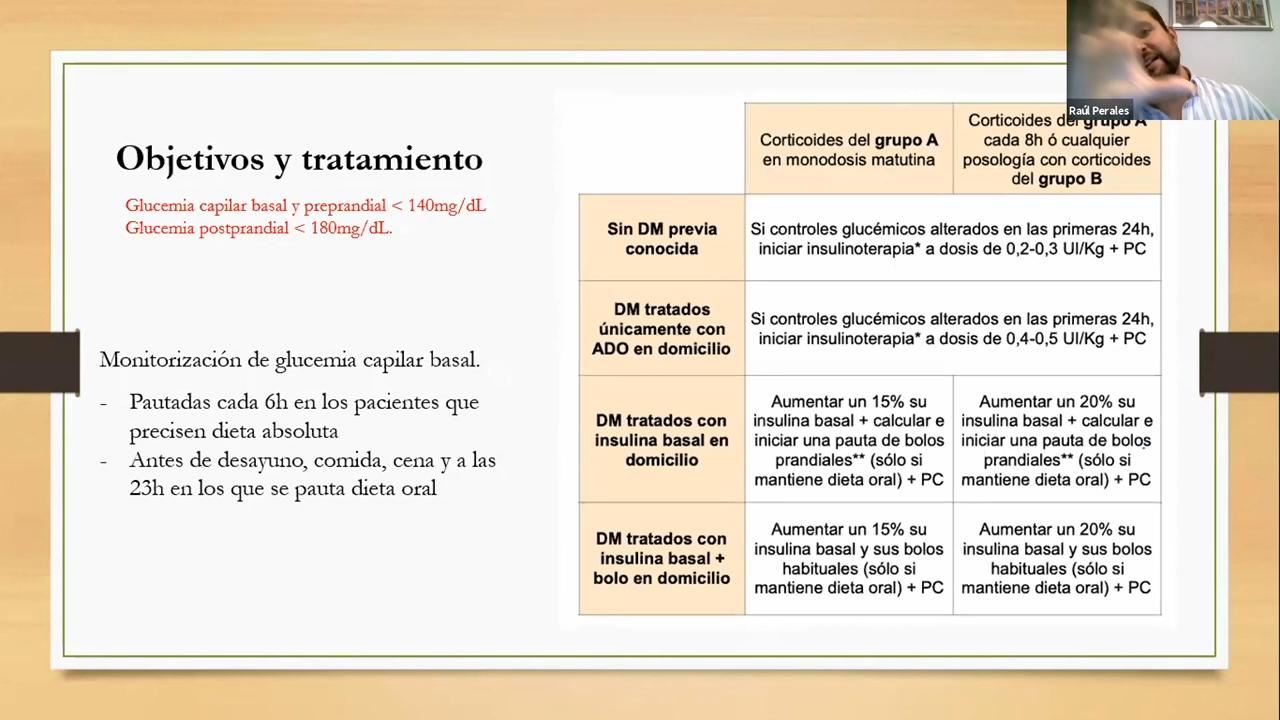 Raúl Perales
Objetivos y tratamiento
Glucemia capilar basal y preprandial < 140mg/dL
Glucemia postprandial < 180mg/dL.
Monitorización de glucemia capilar basal.
- Pautadas cada 6h en los pacientes que
precisen dieta absoluta
- Antes de desayuno, comida, cena y a las
23h en los que se pauta dieta oral
Corticoides del grupo A
en monodosis matutina
Corticoides del grupo A
cada 8h ó cualquier
posología con corticoides
del grupo B
Sin DM previa
conocida
Si controles glucémicos alterados en las primeras 24h,
iniciar insulinoterapia* a dosis de 0,2-0,3 UI/Kg + PC
DM tratados
únicamente con
ADO en domicilio
Si controles glucémicos alterados en las primeras 24h,
iniciar insulinoterapia* a dosis de 0,4-0,5 UI/Kg + PC
DM tratados con
insulina basal en
domicilio
Aumentar un 15% su
insulina basal + calcular e
iniciar una pauta de bolos
prandiales** (sólo si
mantiene dieta oral) + PC
Aumentar un 20% su
insulina basal + calcular e
iniciar una pauta de bolos
prandiales** (sólo si
mantiene dieta oral) + PC
DM tratados con
insulina basal +
bolo en domicilio
Aumentar un 15% su
insulina basal y sus bolos
habituales (sólo si
mantiene dieta oral) + PC
Aumentar un 20% su
insulina basal y sus bolos
habituales (sólo si
mantiene dieta oral) + PC